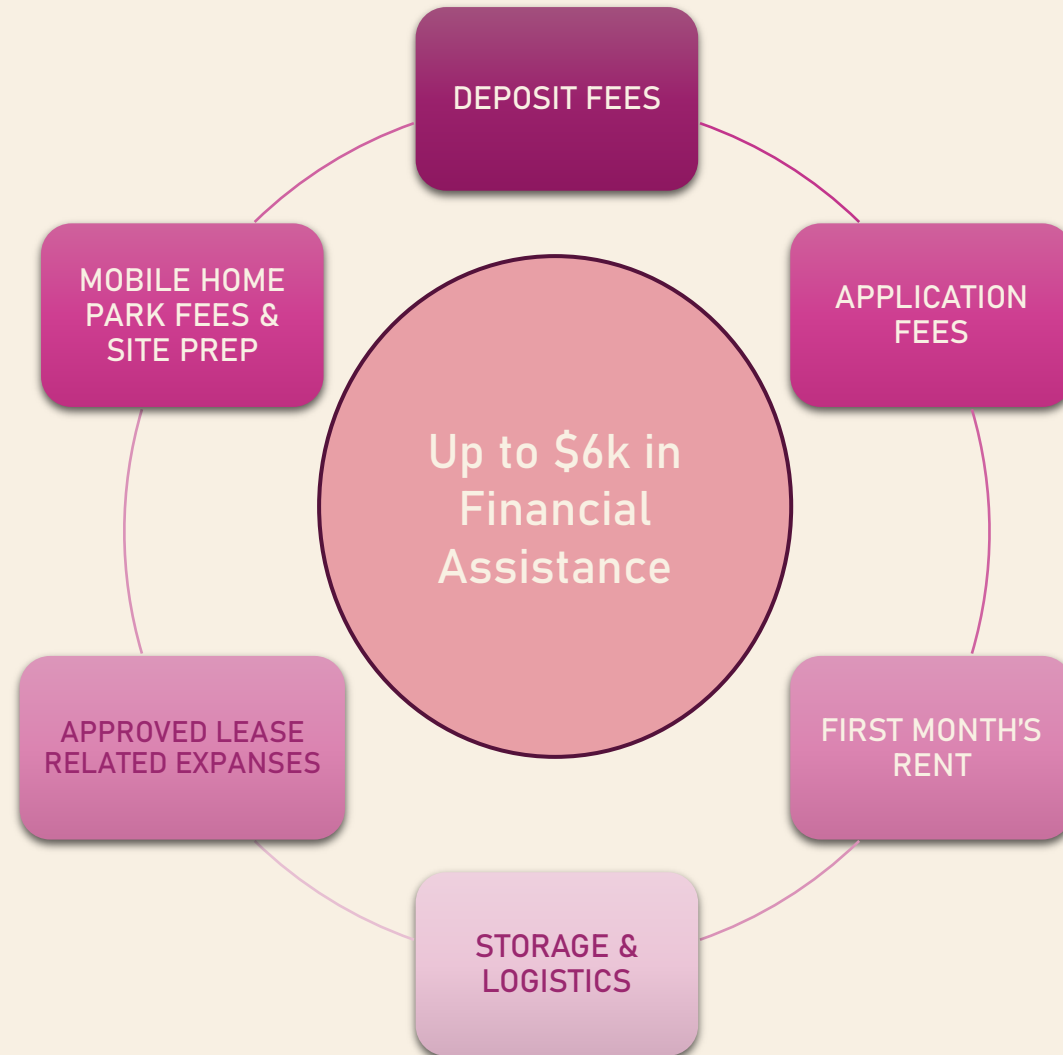 DEPOSIT FEES
APPLICATION
FEES
FIRST MONTH'S
RENT
STORAGE &
LOGISTICS
APPROVED LEASE
RELATED EXPANSES
MOBILE HOME
PARK FEES &
SITE PREP
Up to $6k in
Financial
Assistance